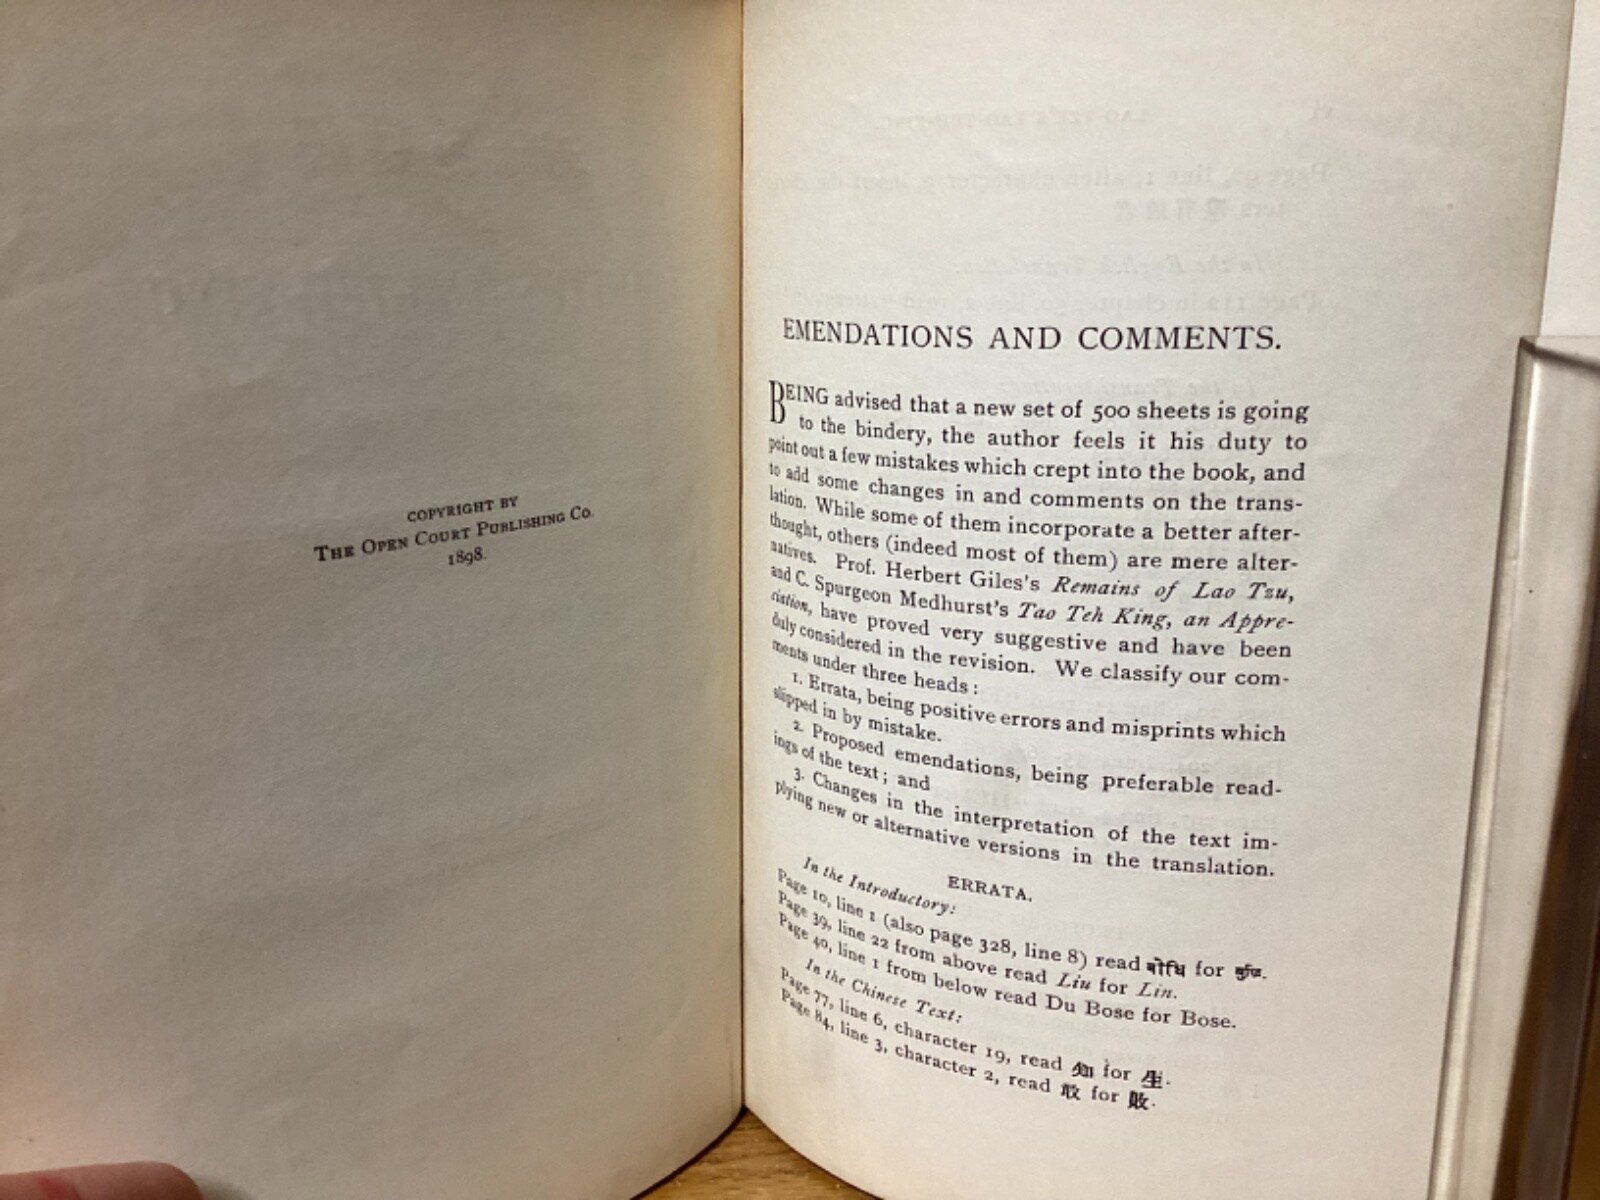 COPYRIGHT BY
THE OPEN COURT PUBLISHING CO.
1898.
EMENDATIONS AND COMMENTS.
BEING advised that a new set of 500 sheets is going
to the bindery, the author feels it his duty to
point out a few mistakes which crept into the book, and
to add some changes in and comments on the trans-
lation. While some of them incorporate a better after-
thought, others (indeed most of them) are mere alter-
natives. Prof. Herbert Giles's Remains of Lao Tzu,
and C. Spurgeon Medhurst's Tao Teh King, an Appre-
ciation, have proved very suggestive and have been
duly considered in the revision. We classify our com-
ments under three heads:
1. Errata, being positive errors and misprints which
slipped in by mistake.
2. Proposed emendations, being preferable read-
ings of the text; and
3. Changes in the interpretation of the text im-
plying new or alternative versions in the translation.
ERRATA.
In the Introductory:
Page 10, line 1 (also page 328, line 8) read बोधि for
Page 39, line 22 from above read Liu for Lin.
Page 40, line 1 from below read Du Bose for Bose.
In the Chinese Text:
Page 77, line 6, character 19, read 知 for 生.
Page 84, line 3, character 2, read 敢 for 敗.